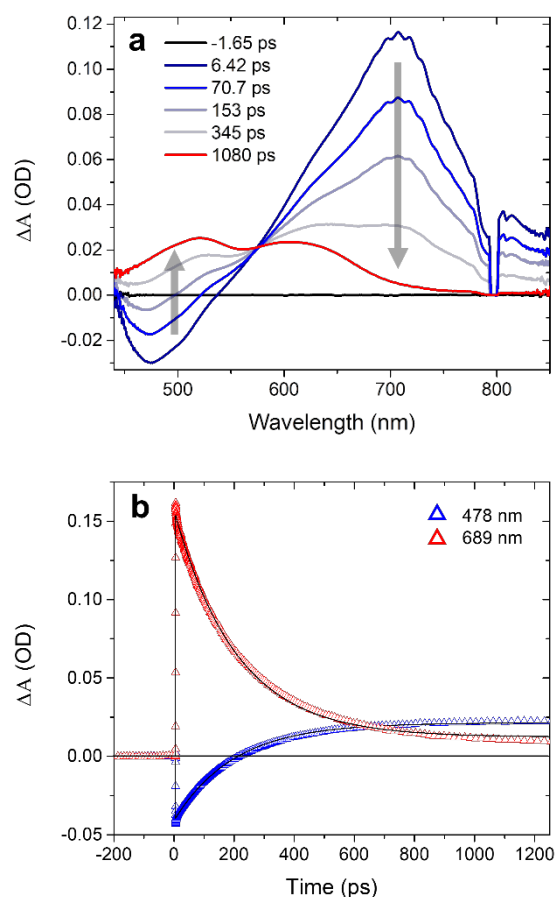 a
-1.65 ps
6.42 ps
70.7 ps
153 ps
345 ps
1080 ps
ΔA (OD)
0.12
0.10
0.08
0.06
0.04
0.02
0.00
-0.02
500 600 700 800
Wavelength (nm)
b
478 nm
689 nm
ΔA (OD)
0.15
0.10
0.05
0.00
-0.05
-200 0 200 400 600 800 1000 1200
Time (ps)